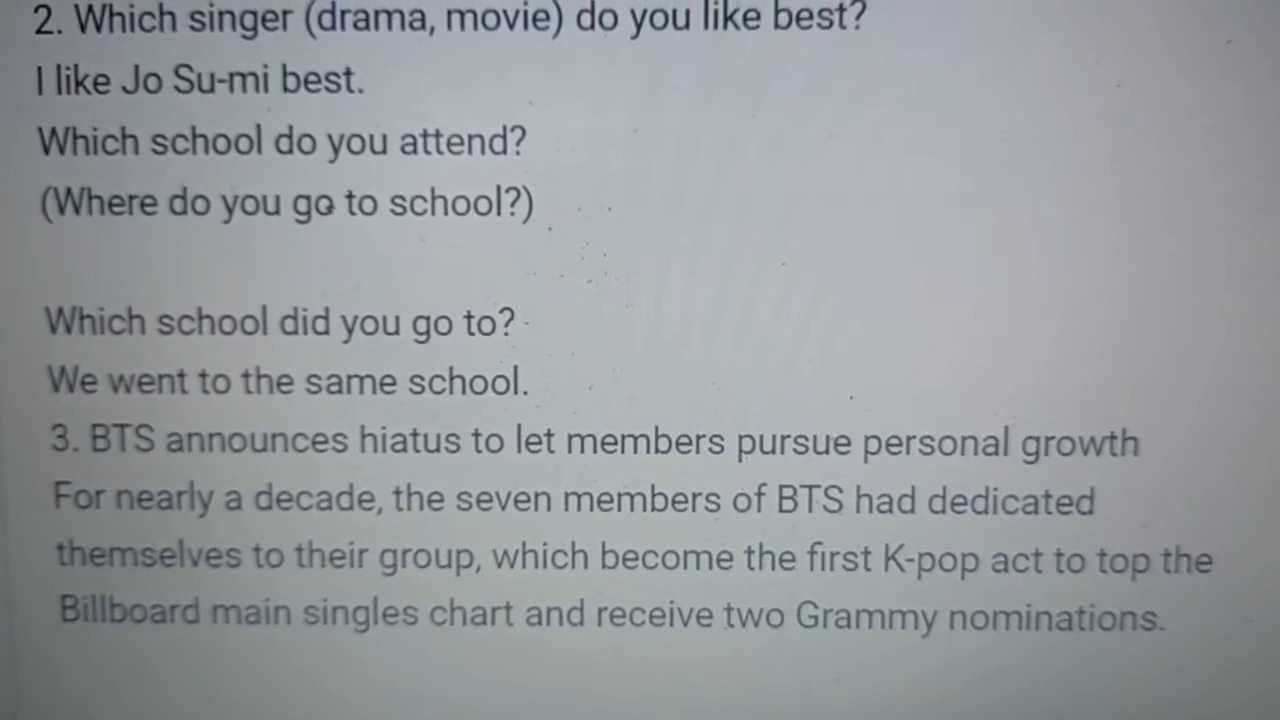 2. Which singer (drama, movie) do you like best?
I like Jo Su-mi best.
Which school do you attend?
(Where do you go to school?)
Which school did you go to?
We went to the same school.
3. BTS announces hiatus to let members pursue personal growth
For nearly a decade, the seven members of BTS had dedicated
themselves to their group, which become the first K-pop act to top the
Billboard main singles chart and receive two Grammy nominations.